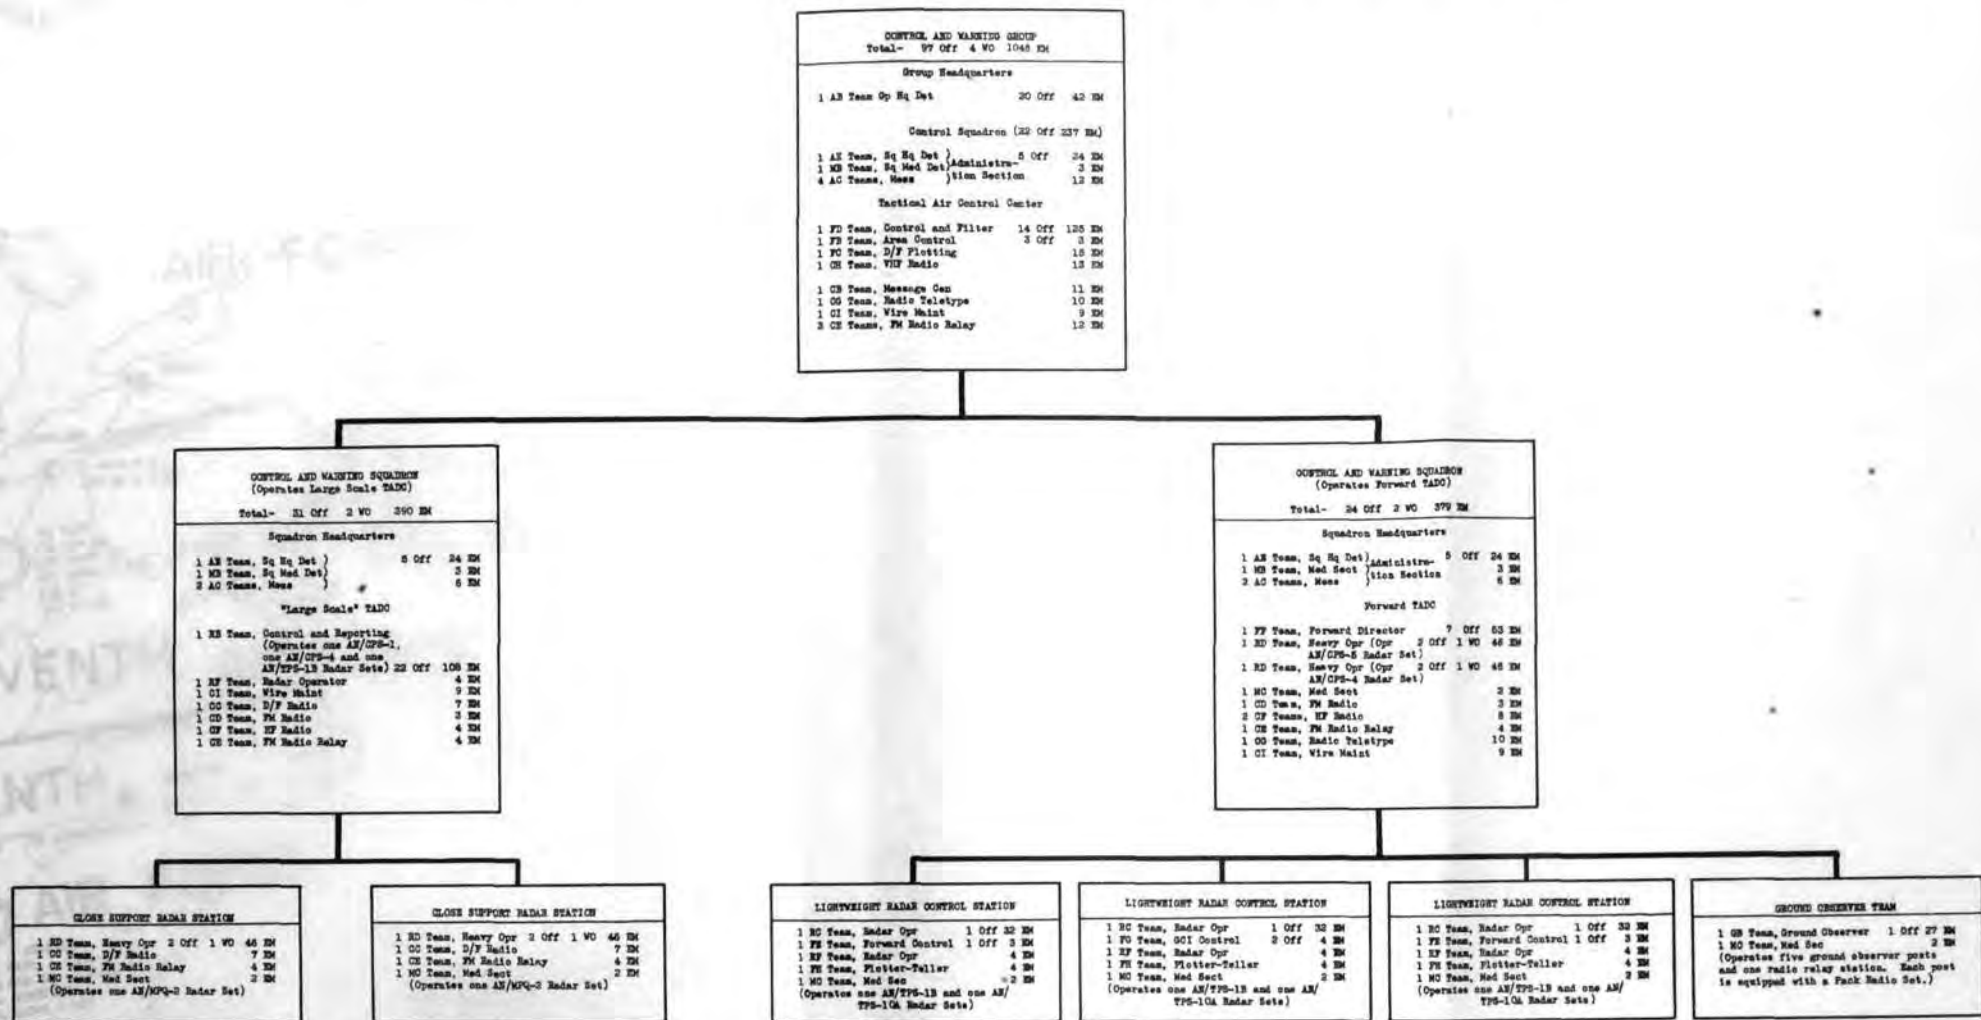 CONTROL AND WARNING GROUP
Total- 97 Off 4 WO 1048 EM
Group Headquarters
1 AB Team Gp Hq Det 20 Off 42 EM
Control Squadron (22 Off 237 EM)
1 AE Team, Sq Hq Det ) 5 Off 24 EM
1 MB Team, Sq Med Det)Administra- 3 EM
4 AC Teams, Mess )tion Section 12 EM
Tactical Air Control Center
1 FD Team, Control and Filter 14 Off 125 EM
1 FB Team, Area Control 3 Off 3 EM
1 FC Team, D/F Plotting 15 EM
1 CH Team, VHF Radio 13 EM
1 CB Team, Message Cen 11 EM
1 CG Team, Radio Teletype 10 EM
1 CI Team, Wire Maint 9 EM
3 CE Teams, FM Radio Relay 12 EM
CONTROL AND WARNING SQUADRON
(Operates Large Scale TADC)
Total- 31 Off 2 WO 390 EM
Squadron Headquarters
1 AE Team, Sq Hq Det ) 5 Off 24 EM
1 MB Team, Sq Med Det) 3 EM
2 AC Teams, Mess ) 6 EM
"Large Scale" TADC
1 RB Team, Control and Reporting
(Operates one AN/CPS-1,
one AN/CPS-4 and one
AN/TPS-1B Radar Sets) 22 Off 108 EM
1 RF Team, Radar Operator 4 EM
1 CI Team, Wire Maint 9 EM
1 CC Team, D/F Radio 7 EM
1 CD Team, FM Radio 3 EM
1 CF Team, HF Radio 4 EM
1 CE Team, FM Radio Relay 4 EM
CONTROL AND WARNING SQUADRON
(Operates Forward TADC)
Total- 24 Off 2 WO 379 EM
Squadron Headquarters
1 AE Team, Sq Hq Det) 5 Off 24 EM
1 MB Team, Med Sect )Administra- 3 EM
2 AC Teams, Mess )tion Section 6 EM
Forward TADC
1 FF Team, Forward Director 7 Off 53 EM
1 RD Team, Heavy Opr (Opr 2 Off 1 WO 46 EM
AN/CPS-5 Radar Set)
1 RD Team, Heavy Opr (Opr 2 Off 1 WO 46 EM
AN/CPS-4 Radar Set)
1 MC Team, Med Sect 2 EM
1 CD Team, FM Radio 3 EM
2 CF Teams, HF Radio 8 EM
1 CE Team, FM Radio Relay 4 EM
1 CG Team, Radio Teletype 10 EM
1 CI Team, Wire Maint 9 EM
CLOSE SUPPORT RADAR STATION
1 RD Team, Heavy Opr 2 Off 1 WO 46 EM
1 CC Team, D/F Radio 7 EM
1 CE Team, FM Radio Relay 4 EM
1 MC Team, Med Sect 2 EM
(Operates one AN/MPQ-2 Radar Set)
CLOSE SUPPORT RADAR STATION
1 RD Team, Heavy Opr 2 Off 1 WO 46 EM
1 CC Team, D/F Radio 7 EM
1 CE Team, FM Radio Relay 4 EM
1 MC Team, Med Sect 2 EM
(Operates one AN/MPQ-2 Radar Set)
LIGHTWEIGHT RADAR CONTROL STATION
1 RC Team, Radar Opr 1 Off 32 EM
1 FE Team, Forward Control 1 Off 3 EM
1 RF Team, Radar Opr 4 EM
1 FH Team, Plotter-Teller 4 EM
1 MC Team, Med Sec 2 EM
(Operates one AN/TPS-1B and one AN/
TPS-10A Radar Sets)
LIGHTWEIGHT RADAR CONTROL STATION
1 RC Team, Radar Opr 1 Off 32 EM
1 FG Team, GCI Control 2 Off 4 EM
1 RF Team, Radar Opr 4 EM
1 FH Team, Plotter-Teller 4 EM
1 MC Team, Med Sect 2 EM
(Operates one AN/TPS-1B and one AN/
TPS-10A Radar Sets)
LIGHTWEIGHT RADAR CONTROL STATION
1 RC Team, Radar Opr 1 Off 32 EM
1 FE Team, Forward Control 1 Off 3 EM
1 RF Team, Radar Opr 4 EM
1 FH Team, Plotter-Teller 4 EM
1 MC Team, Med Sect 2 EM
(Operates one AN/TPS-1B and one AN/
TPS-10A Radar Sets)
GROUND OBSERVER TEAM
1 GB Team, Ground Observer 1 Off 27 EM
1 MC Team, Med Sec 2 EM
(Operates five ground observer posts
and one radio relay station. Each post
is equipped with a Pack Radio Set.)